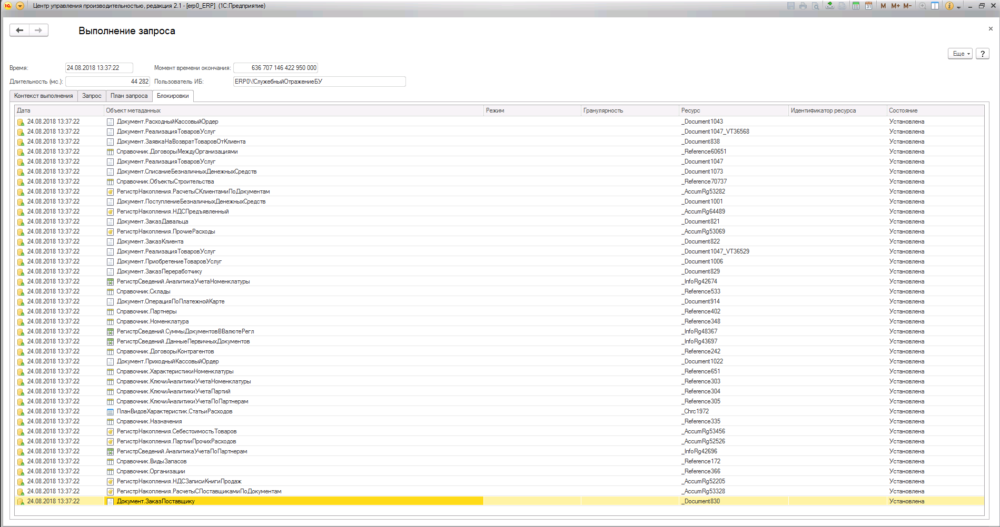 Центр управления производительностью, редакция 2.1 - [erp0_ERP] (1С:Предприятие)
M M+ M-
Выполнение запроса
Еще ?
Время: 24.08.2018 13:37:22 Момент времени окончания: 636 707 146 422 950 000
Длительность (мс.): 44 282 Пользователь ИБ: ERP0\!СлужебныйОтражениеБУ
Контекст выполнения Запрос План запроса Блокировки
Дата Объект метаданных Режим Гранулярность Ресурс Идентификатор ресурса Состояние
24.08.2018 13:37:22 Документ.РасходныйКассовыйОрдер _Document1043 Установлена
24.08.2018 13:37:22 Документ.РеализацияТоваровУслуг _Document1047_VT36568 Установлена
24.08.2018 13:37:22 Документ.ЗаявкаНаВозвратТоваровОтКлиента _Document838 Установлена
24.08.2018 13:37:22 Справочник.ДоговорыМеждуОрганизациями _Reference60651 Установлена
24.08.2018 13:37:22 Документ.РеализацияТоваровУслуг _Document1047 Установлена
24.08.2018 13:37:22 Документ.СписаниеБезналичныхДенежныхСредств _Document1073 Установлена
24.08.2018 13:37:22 Справочник.ОбъектыСтроительства _Reference70737 Установлена
24.08.2018 13:37:22 РегистрНакопления.РасчетыСКлиентамиПоДокументам _AccumRg53282 Установлена
24.08.2018 13:37:22 Документ.ПоступлениеБезналичныхДенежныхСредств _Document1001 Установлена
24.08.2018 13:37:22 РегистрНакопления.НДСПредъявленный _AccumRg64489 Установлена
24.08.2018 13:37:22 Документ.ЗаказДавальца _Document821 Установлена
24.08.2018 13:37:22 РегистрНакопления.ПрочиеРасходы _AccumRg53069 Установлена
24.08.2018 13:37:22 Документ.ЗаказКлиента _Document822 Установлена
24.08.2018 13:37:22 Документ.РеализацияТоваровУслуг _Document1047_VT36529 Установлена
24.08.2018 13:37:22 Документ.ПриобретениеТоваровУслуг _Document1006 Установлена
24.08.2018 13:37:22 Документ.ЗаказПереработчику _Document829 Установлена
24.08.2018 13:37:22 РегистрСведений.АналитикаУчетаНоменклатуры _InfoRg42674 Установлена
24.08.2018 13:37:22 Справочник.Склады _Reference533 Установлена
24.08.2018 13:37:22 Документ.ОперацияПоПлатежнойКарте _Document914 Установлена
24.08.2018 13:37:22 Справочник.Партнеры _Reference402 Установлена
24.08.2018 13:37:22 Справочник.Номенклатура _Reference348 Установлена
24.08.2018 13:37:22 РегистрСведений.СуммыДокументовВВалютеРегл _InfoRg48367 Установлена
24.08.2018 13:37:22 РегистрСведений.ДанныеПервичныхДокументов _InfoRg43697 Установлена
24.08.2018 13:37:22 Справочник.ДоговорыКонтрагентов _Reference242 Установлена
24.08.2018 13:37:22 Документ.ПриходныйКассовыйОрдер _Document1022 Установлена
24.08.2018 13:37:22 Справочник.ХарактеристикиНоменклатуры _Reference651 Установлена
24.08.2018 13:37:22 Справочник.КлючиАналитикиУчетаНоменклатуры _Reference303 Установлена
24.08.2018 13:37:22 Справочник.КлючиАналитикиУчетаПартий _Reference304 Установлена
24.08.2018 13:37:22 Справочник.КлючиАналитикиУчетаПоПартнерам _Reference305 Установлена
24.08.2018 13:37:22 ПланВидовХарактеристик.СтатьиРасходов _Chrc1972 Установлена
24.08.2018 13:37:22 Справочник.Назначения _Reference335 Установлена
24.08.2018 13:37:22 РегистрНакопления.СебестоимостьТоваров _AccumRg53456 Установлена
24.08.2018 13:37:22 РегистрНакопления.ПартииПрочихРасходов _AccumRg52526 Установлена
24.08.2018 13:37:22 РегистрСведений.АналитикаУчетаПоПартнерам _InfoRg42696 Установлена
24.08.2018 13:37:22 Справочник.ВидыЗапасов _Reference172 Установлена
24.08.2018 13:37:22 Справочник.Организации _Reference366 Установлена
24.08.2018 13:37:22 РегистрНакопления.НДСЗаписиКнигиПродаж _AccumRg52205 Установлена
24.08.2018 13:37:22 РегистрНакопления.РасчетыСПоставщикамиПоДокументам _AccumRg53328 Установлена
24.08.2018 13:37:22 Документ.ЗаказПоставщику _Document830 Установлена